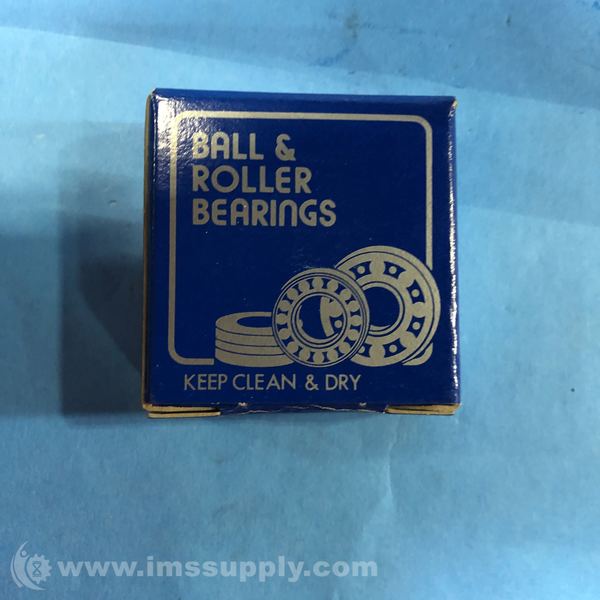 BALL &
ROLLER
BEARINGS
KEEP CLEAN & DRY
www.imssupply.com